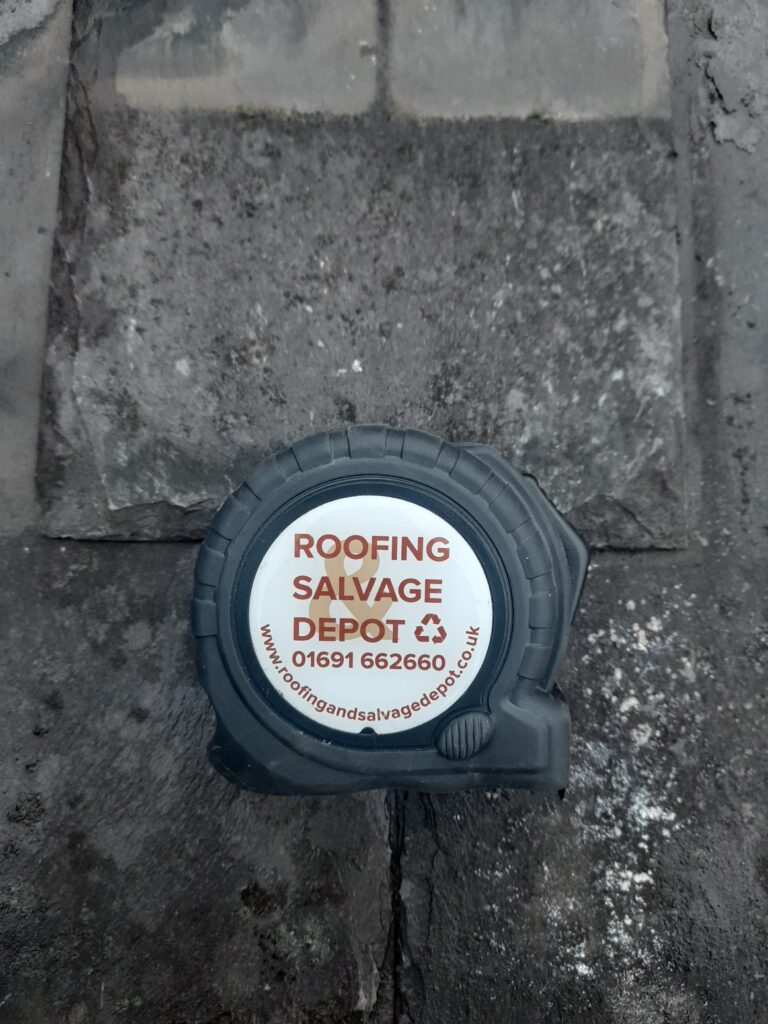 ROOFING
&
SALVAGE
DEPOT
01691 662660
www.roofingandsalvagedepot.co.uk